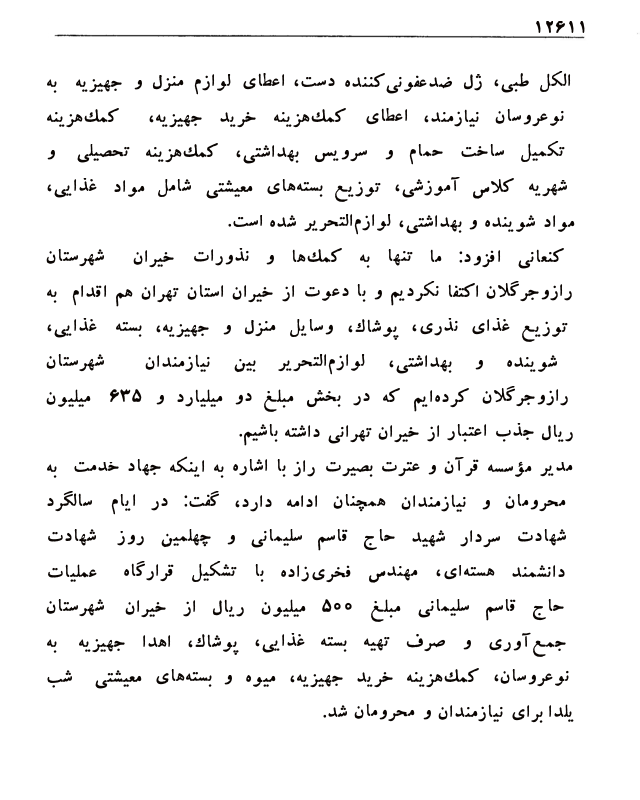 ۱۲۶۱۱
الکل طبی، ژل ضدعفونی‌کننده دست، اعطای لوازم منزل و جهیزیه به
نوعروسان نیازمند، اعطای کمك‌هزینه خرید جهیزیه، کمك‌هزینه
تکمیل ساخت حمام و سرویس بهداشتی، کمك‌هزینه تحصیلی و
شهریه کلاس آموزشی، توزیع بسته‌های معیشتی شامل مواد غذایی،
مواد شوینده و بهداشتی، لوازم‌التحریر شده است.
کنعانی افزود: ما تنها به کمك‌ها و نذورات خیران شهرستان
رازوجرگلان اکتفا نکردیم و با دعوت از خیران استان تهران هم اقدام به
توزیع غذای نذری، پوشاك، وسایل منزل و جهیزیه، بسته غذایی،
شوینده و بهداشتی، لوازم‌التحریر بین نیازمندان شهرستان
رازوجرگلان کرده‌ایم که در بخش مبلغ دو میلیارد و ۶۳۵ میلیون
ریال جذب اعتبار از خیران تهرانی داشته باشیم.
مدیر مؤسسه قرآن و عترت بصیرت راز با اشاره به اینکه جهاد خدمت به
محرومان و نیازمندان همچنان ادامه دارد، گفت: در ایام سالگرد
شهادت سردار شهید حاج قاسم سلیمانی و چهلمین روز شهادت
دانشمند هسته‌ای، مهندس فخری‌زاده با تشکیل قرارگاه عملیات
حاج قاسم سلیمانی مبلغ ۵۰۰ میلیون ریال از خیران شهرستان
جمع‌آوری و صرف تهیه بسته غذایی، پوشاك، اهدا جهیزیه به
نوعروسان، کمك‌هزینه خرید جهیزیه، میوه و بسته‌های معیشتی شب
یلدا برای نیازمندان و محرومان شد.